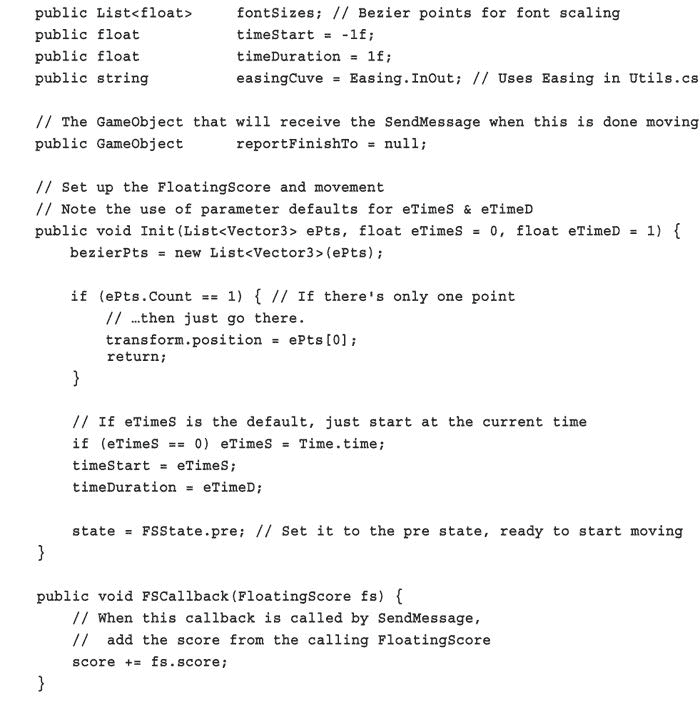 public List<float>     fontSizes; // Bezier points for font scaling
public float           timeStart = -1f;
public float           timeDuration = 1f;
public string          easingCuve = Easing.InOut; // Uses Easing in Utils.cs

// The GameObject that will receive the SendMessage when this is done moving
public GameObject      reportFinishTo = null;

// Set up the FloatingScore and movement
// Note the use of parameter defaults for eTimeS & eTimeD
public void Init(List<Vector3> ePts, float eTimeS = 0, float eTimeD = 1) {
    bezierPts = new List<Vector3>(ePts);

    if (ePts.Count == 1) { // If there's only one point
        // …then just go there.
        transform.position = ePts[0];
        return;
    }

    // If eTimeS is the default, just start at the current time
    if (eTimeS == 0) eTimeS = Time.time;
    timeStart = eTimeS;
    timeDuration = eTimeD;

    state = FSState.pre; // Set it to the pre state, ready to start moving
}

public void FSCallback(FloatingScore fs) {
    // When this callback is called by SendMessage,
    //  add the score from the calling FloatingScore
    score += fs.score;
}